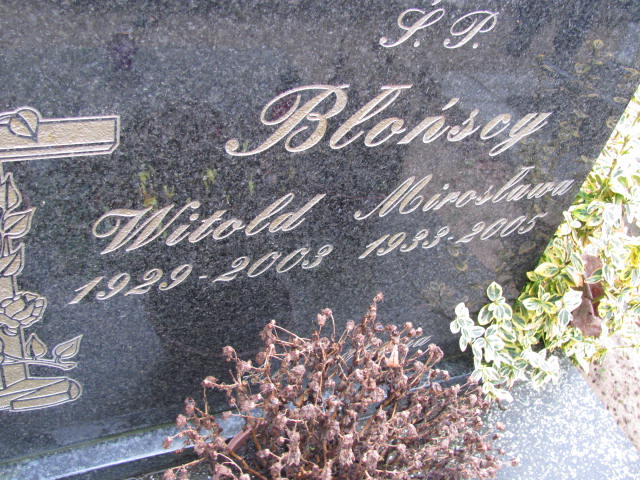 Ś.P.
Błońscy
Witold Mirosława
1929-2003 1933-2005